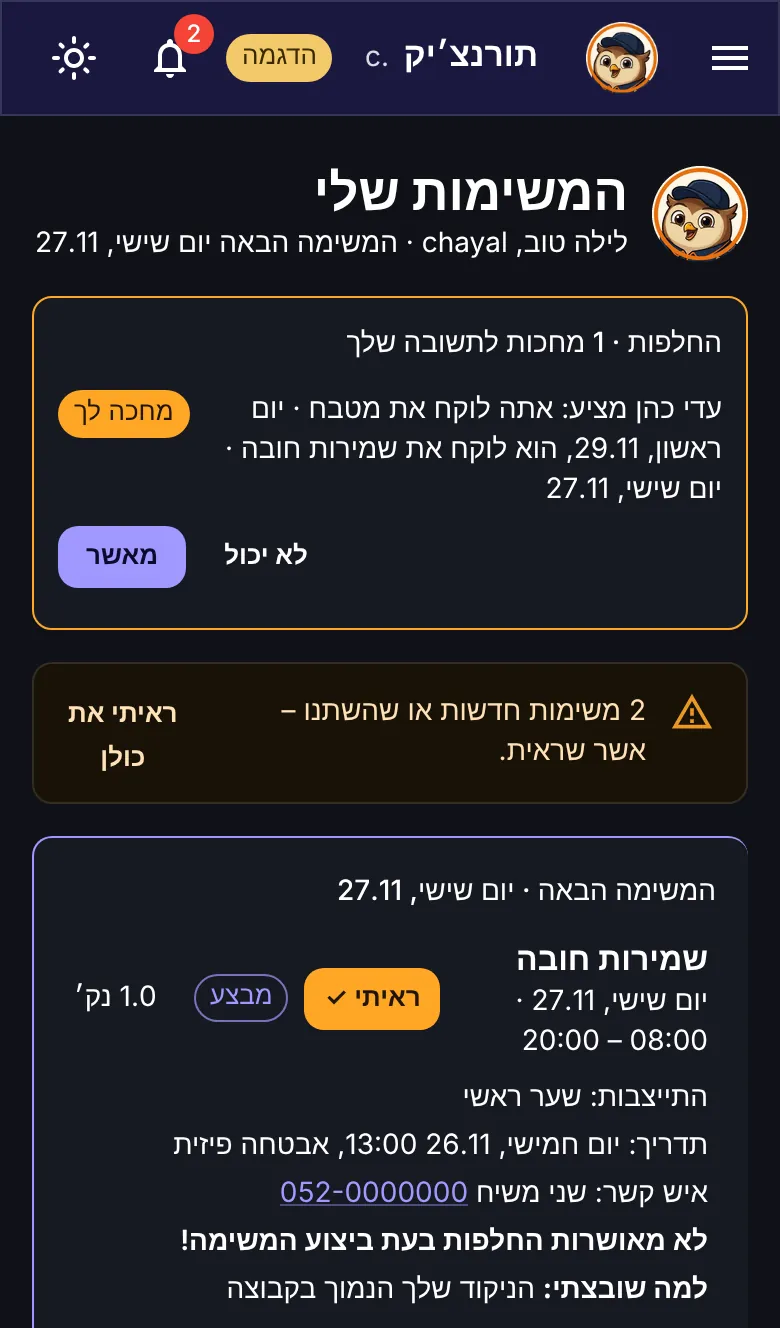 תורנצ׳יק
c.
הדגמה
2
המשימות שלי
לילה טוב, chayal · המשימה הבאה יום שישי, 27.11
החלפות · 1 מחכות לתשובה שלך
עדי כהן מציע: אתה לוקח את מטבח · יום
ראשון, 29.11, הוא לוקח את שמירות חובה ·
יום שישי, 27.11
מחכה לך
לא יכול
מאשר
2 משימות חדשות או שהשתנו –
אשר שראית.
ראיתי את
כולן
המשימה הבאה · יום שישי, 27.11
שמירות חובה
יום שישי, 27.11 ·
08:00 – 20:00
ראיתי ✓
מבצע
1.0 נק׳
התייצבות: שער ראשי
תדריך: יום חמישי, 26.11 13:00, אבטחה פיזית
איש קשר: שני משיח 052-0000000
לא מאושרות החלפות בעת ביצוע המשימה!
למה שובצתי: הניקוד שלך הנמוך בקבוצה